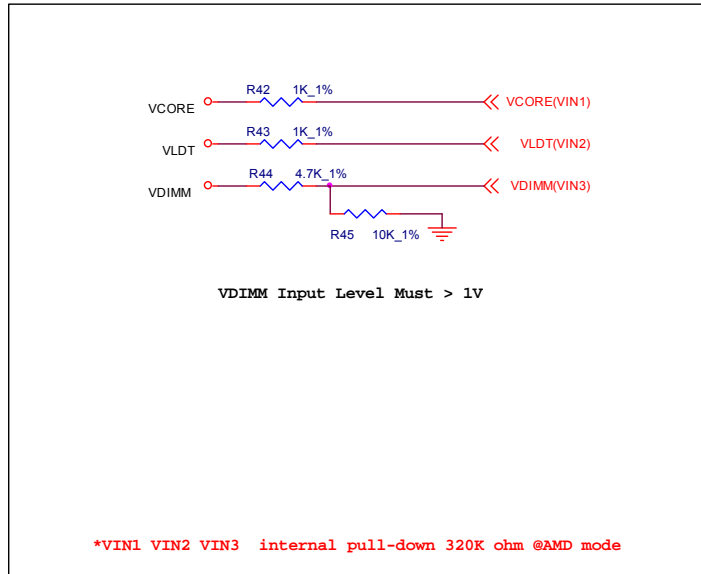 R42 1K_1%
VCORE VCORE(VIN1)
R43 1K_1%
VLDT VLDT(VIN2)
R44 4.7K_1%
VDIMM VDIMM(VIN3)
R45 10K_1%
VDIMM Input Level Must > 1V
*VIN1 VIN2 VIN3 internal pull-down 320K ohm @AMD mode